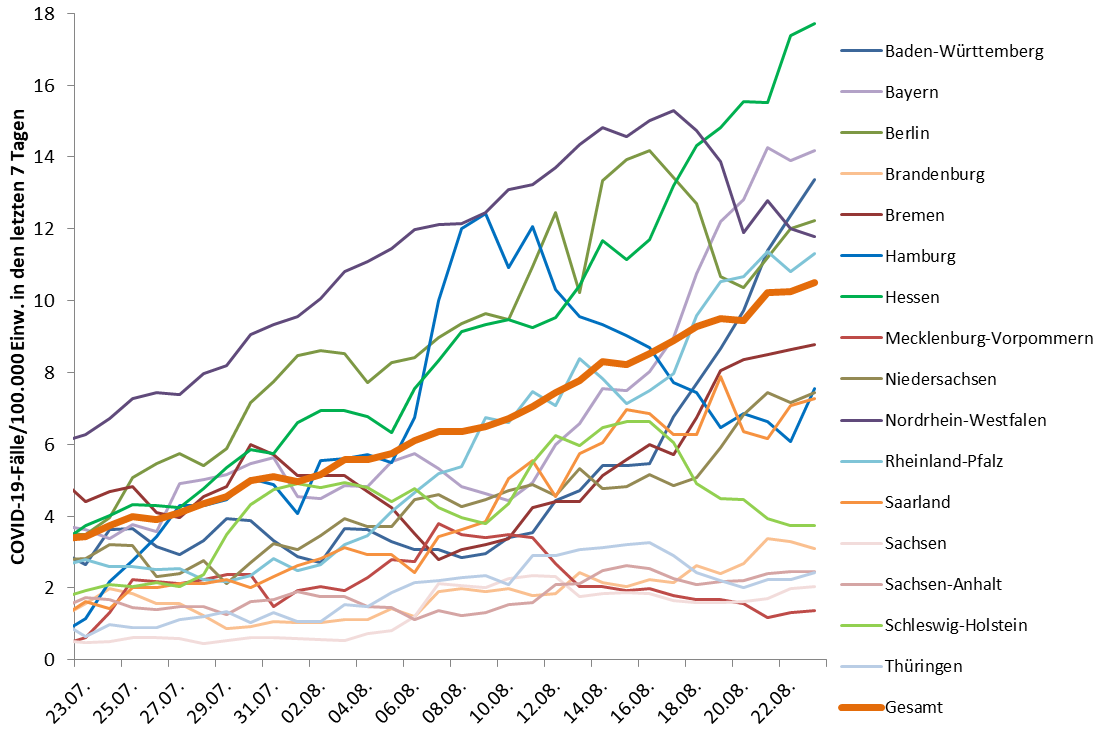 COVID-19-Fälle/100.000 Einw. in den letzten 7 Tagen
18
16
14
12
10
8
6
4
2
0
23.07.
25.07.
27.07.
29.07.
31.07.
02.08.
04.08.
06.08.
08.08.
10.08.
12.08.
14.08.
16.08.
18.08.
20.08.
22.08.
Baden-Württemberg
Bayern
Berlin
Brandenburg
Bremen
Hamburg
Hessen
Mecklenburg-Vorpommern
Niedersachsen
Nordrhein-Westfalen
Rheinland-Pfalz
Saarland
Sachsen
Sachsen-Anhalt
Schleswig-Holstein
Thüringen
Gesamt